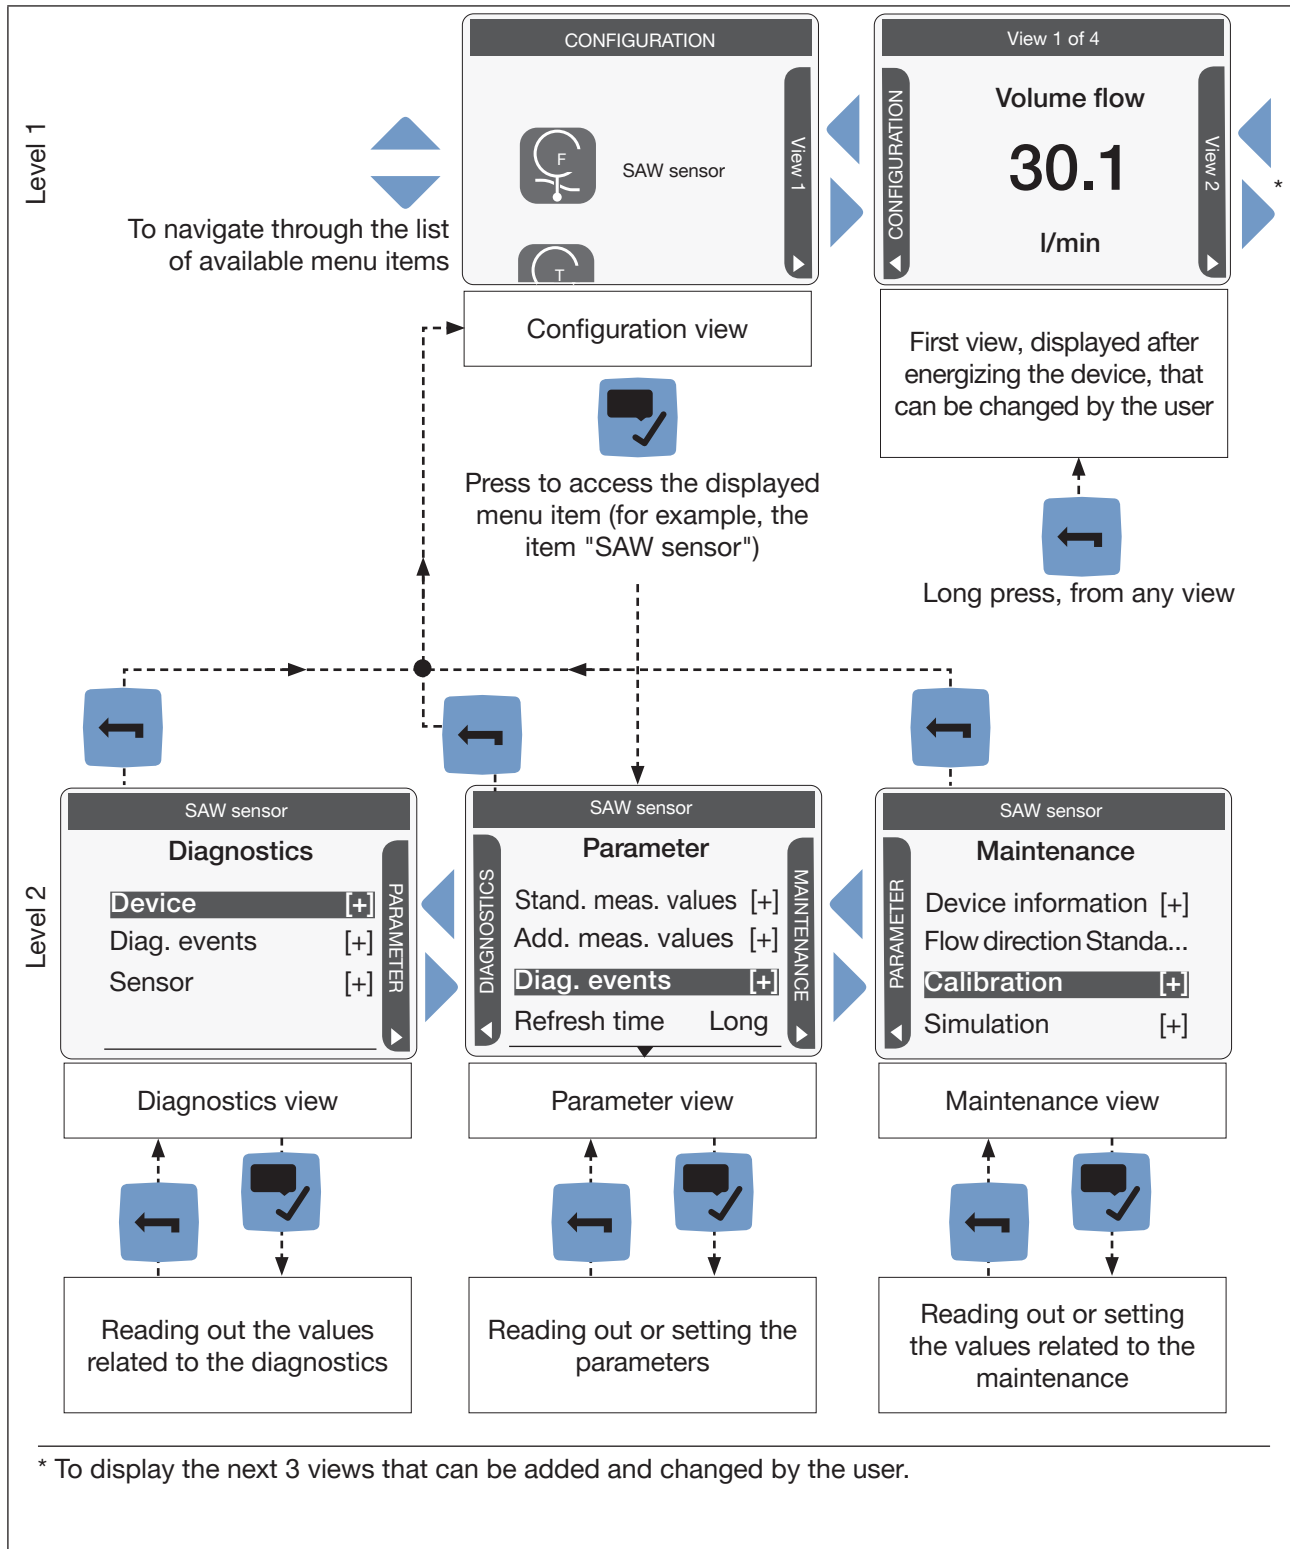 Level 1
CONFIGURATION
F
SAW sensor
T
View 1
View 1 of 4
CONFIGURATION
Volume flow
30.1
l/min
View 2
*
To navigate through the list
of available menu items
Configuration view
First view, displayed after
energizing the device, that
can be changed by the user
Press to access the displayed
menu item (for example, the
item "SAW sensor")
Long press, from any view
Level 2
SAW sensor
Diagnostics
Device [+]
Diag. events [+]
Sensor [+]
PARAMETER
SAW sensor
DIAGNOSTICS
Parameter
Stand. meas. values [+]
Add. meas. values [+]
Diag. events [+]
Refresh time Long
MAINTENANCE
SAW sensor
PARAMETER
Maintenance
Device information [+]
Flow direction Standa...
Calibration [+]
Simulation [+]
Diagnostics view
Parameter view
Maintenance view
Reading out the values
related to the diagnostics
Reading out or setting the
parameters
Reading out or setting
the values related to the
maintenance
* To display the next 3 views that can be added and changed by the user.